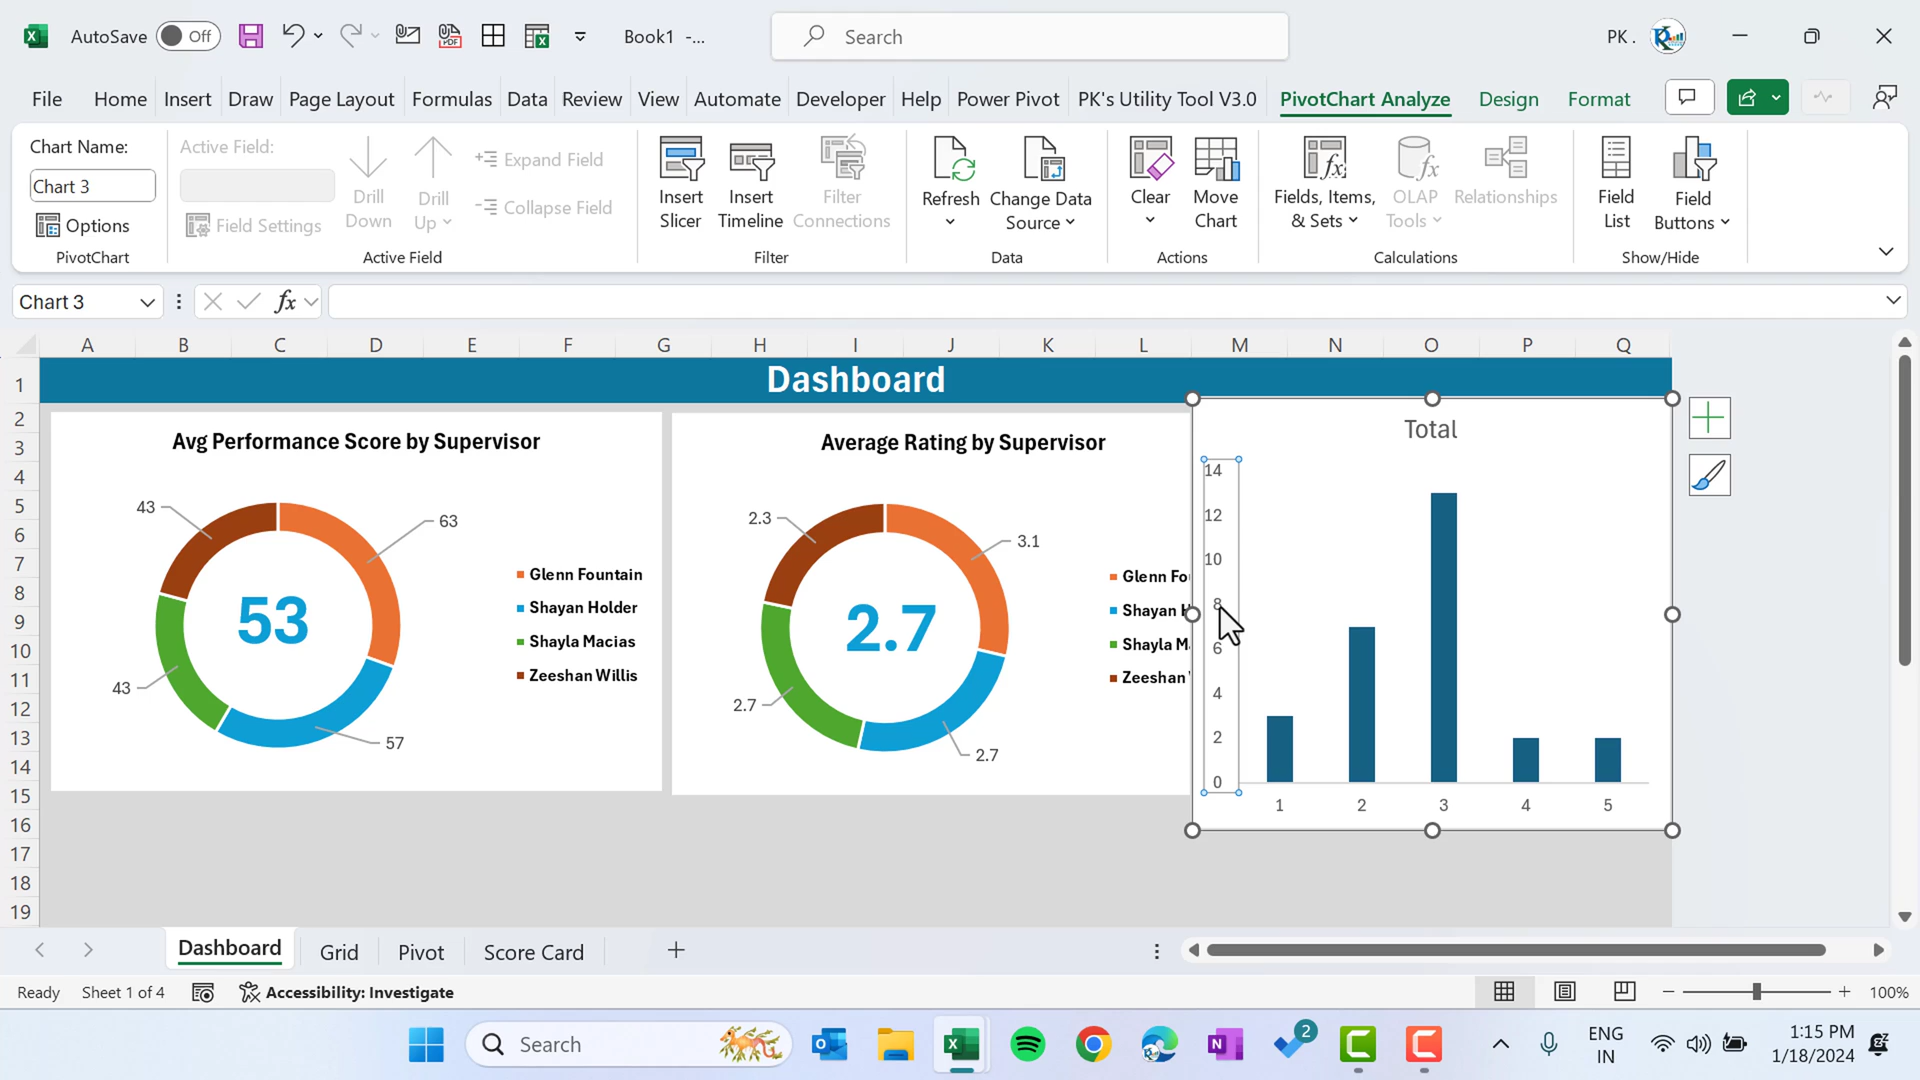 AutoSave Off Book1 -... Search PK .
File Home Insert Draw Page Layout Formulas Data Review View Automate Developer Help Power Pivot PK's Utility Tool V3.0 PivotChart Analyze Design Format
Chart Name:
Chart 3
Options
PivotChart
Active Field:
Field Settings
Drill Down
Drill Up
Expand Field
Collapse Field
Active Field
Insert Slicer
Insert Timeline
Filter Connections
Filter
Refresh
Change Data Source
Data
Clear
Move Chart
Actions
Fields, Items, & Sets
OLAP Tools
Relationships
Calculations
Field List
Field Buttons
Show/Hide
Chart 3 fx
A B C D E F G H I J K L M N O P Q
1
2
3
4
5
6
7
8
9
10
11
12
13
14
15
16
17
18
19
Dashboard
Avg Performance Score by Supervisor
43
63
43
57
53
Glenn Fountain
Shayan Holder
Shayla Macias
Zeeshan Willis
Average Rating by Supervisor
2.3
3.1
2.7
2.7
2.7
Glenn Fou
Shayan H
Shayla M
Zeeshan
Total
14
12
10
8
6
4
2
0
1 2 3 4 5
Dashboard Grid Pivot Score Card
Ready Sheet 1 of 4 Accessibility: Investigate 100%
Search 2 ENG IN 1:15 PM
1/18/2024